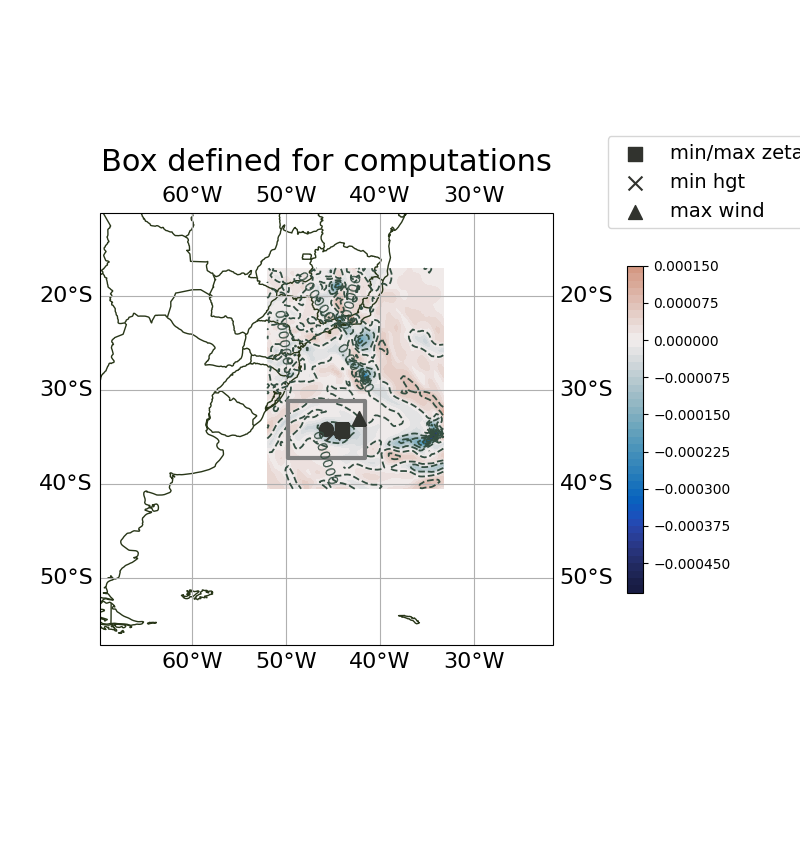 Box defined for computations
60°W 50°W 40°W 30°W
20°S 20°S
30°S 30°S
40°S 40°S
50°S 50°S
60°W 50°W 40°W 30°W
min/max zeta
min hgt
max wind
0.000150
0.000075
0.000000
−0.000075
−0.000150
−0.000225
−0.000300
−0.000375
−0.000450